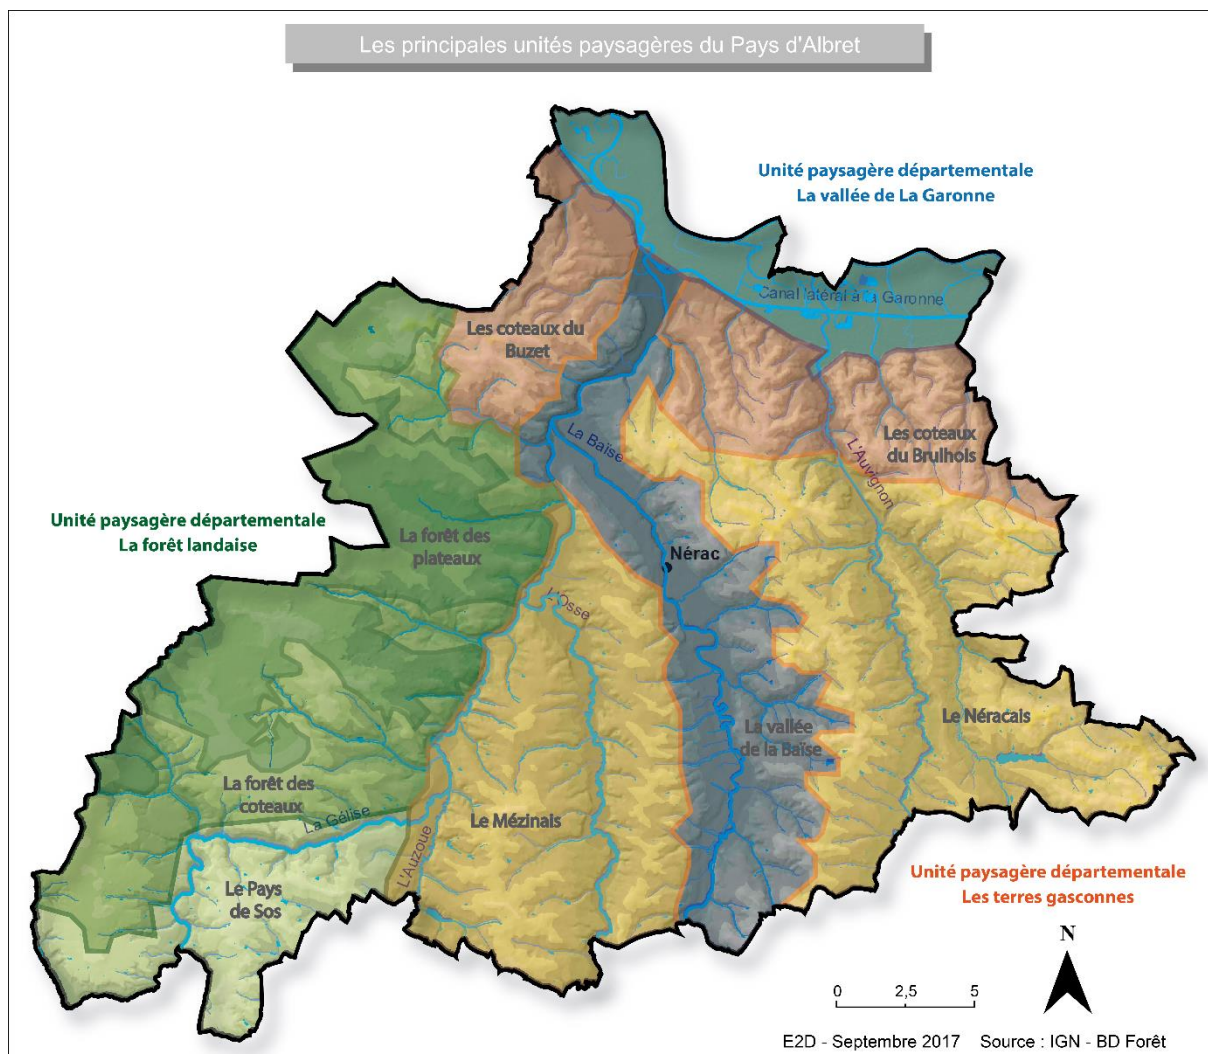 Les principales unités paysagères du Pays d'Albret
Unité paysagère départementale
La vallée de La Garonne
Canal latéral à la Garonne
Les coteaux du
Buzet
La Baïse
L'Auvignon
Les coteaux
du Brulhois
Unité paysagère départementale
La forêt landaise
La forêt des
plateaux
Nérac
L'Osse
La vallée
de la Baïse
Le Néracais
La forêt des
coteaux
La Gélise
Le Mézinais
L'Auzoue
Le Pays
de Sos
Unité paysagère départementale
Les terres gasconnes
N
0 2,5 5
E2D - Septembre 2017 Source : IGN - BD Forêt